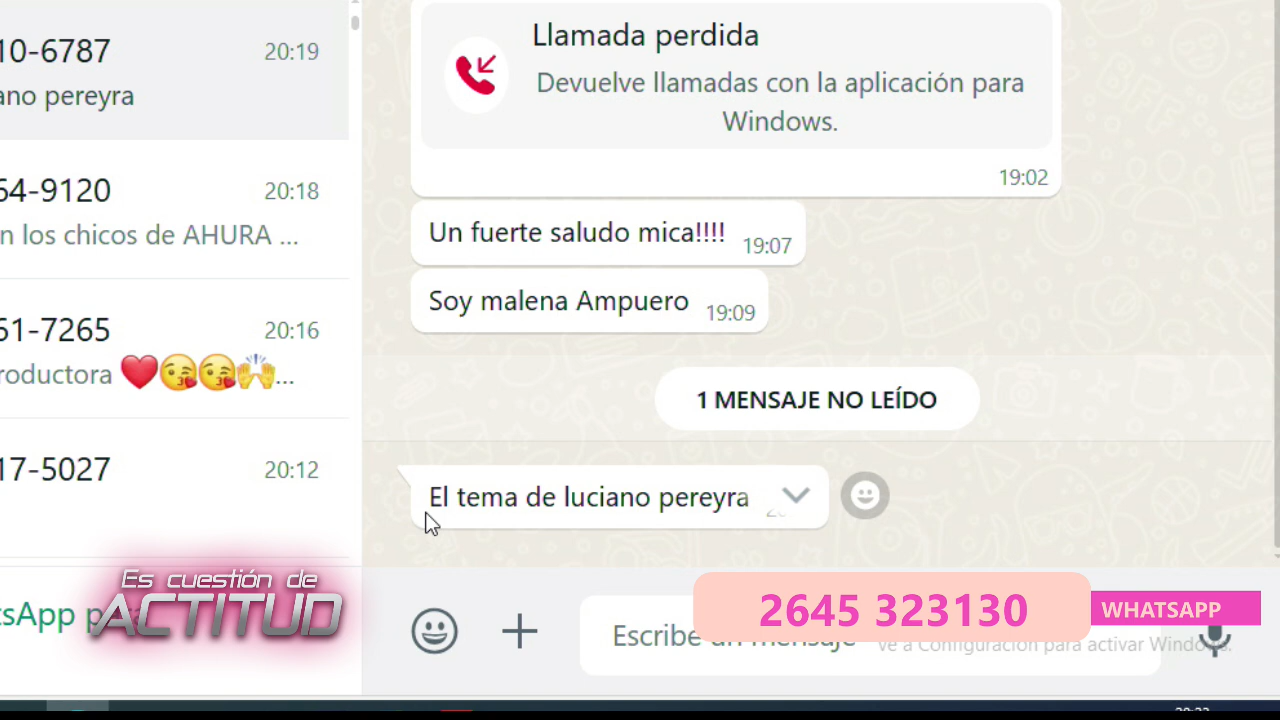 10-6787
20:19
ano pereyra
64-9120
20:18
n los chicos de AHURA ...
61-7265
20:16
roductora ❤️😘😘🙌...
17-5027
20:12
tsApp
Es cuestión de
ACTITUD
Llamada perdida
Devuelve llamadas con la aplicación para
Windows.
19:02
Un fuerte saludo mica!!!! 19:07
Soy malena Ampuero 19:09
1 MENSAJE NO LEÍDO
El tema de luciano pereyra
Escribe un mensaje
2645 323130
WHATSAPP
Ve a Configuración para activar Windows.